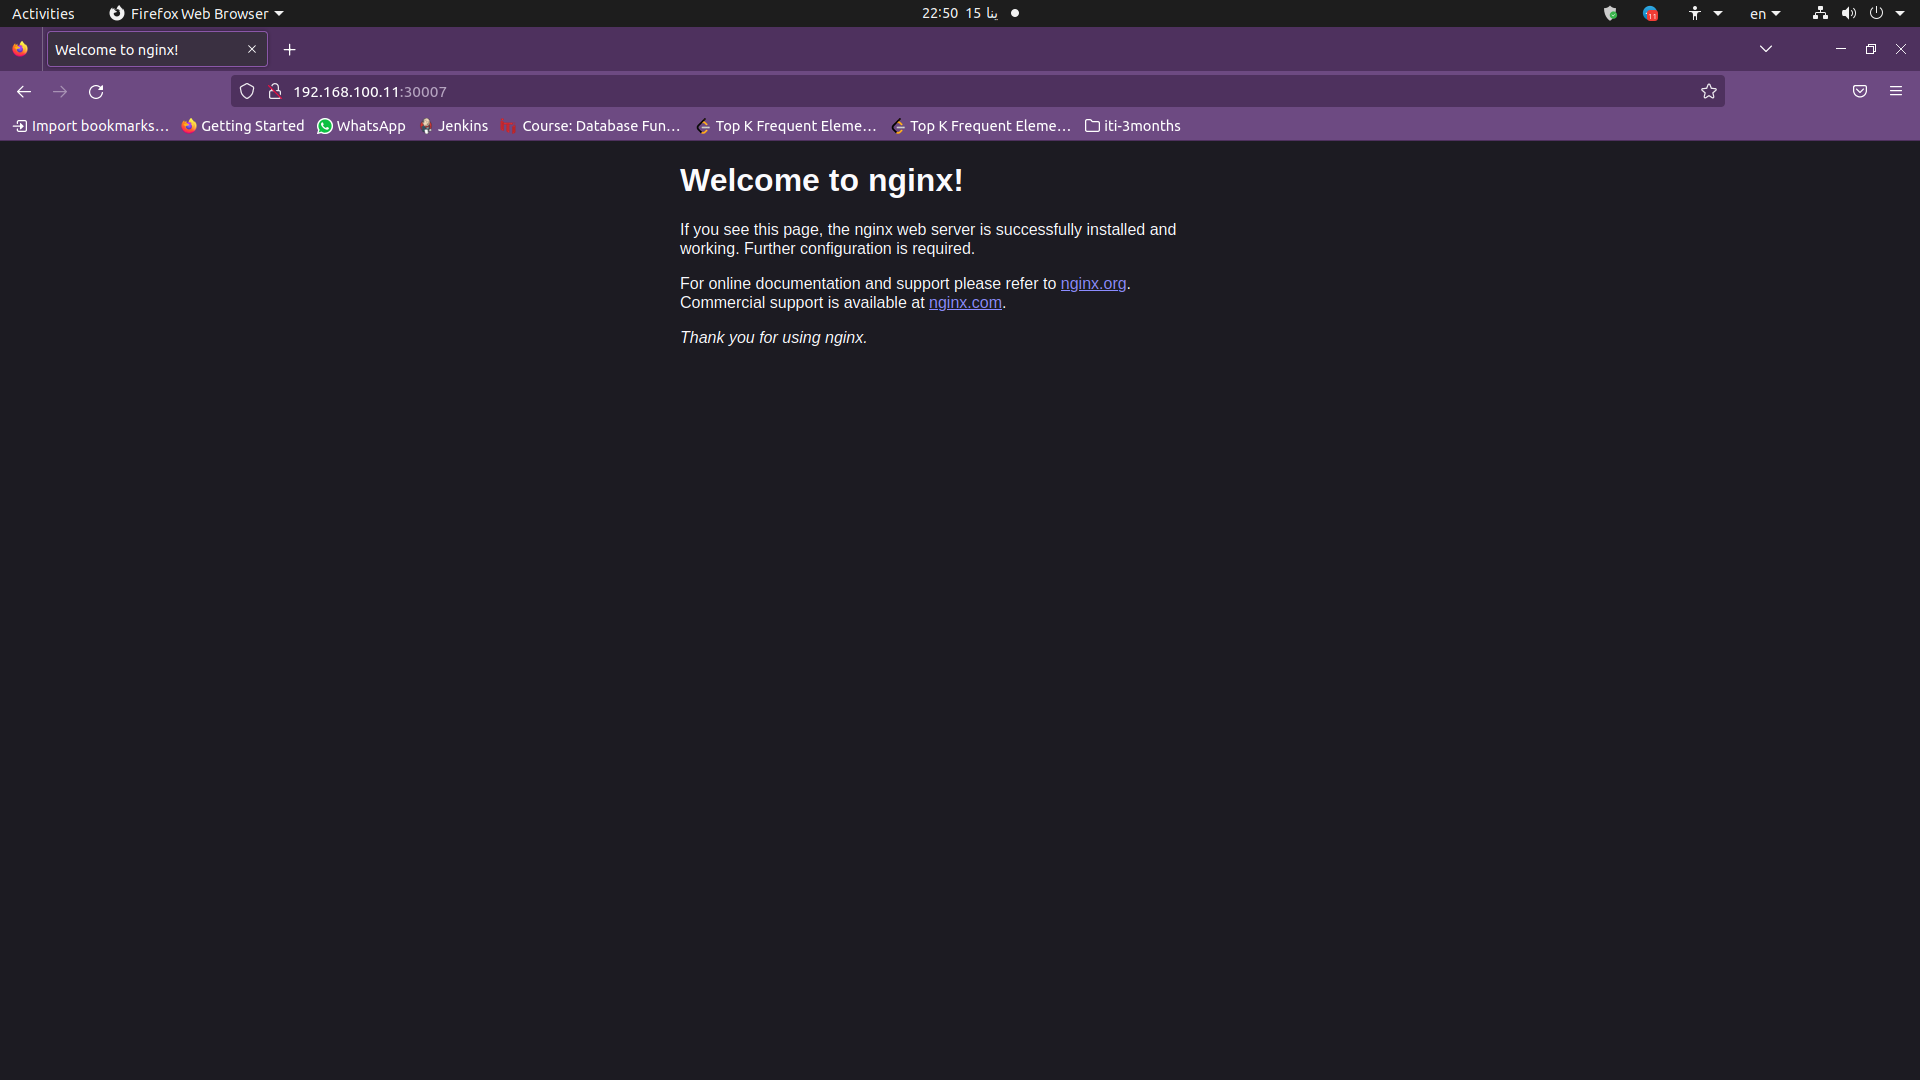 Activities
Firefox Web Browser
22:50 15 ينا
11
en
Welcome to nginx!
192.168.100.11:30007
Import bookmarks…
Getting Started
WhatsApp
Jenkins
Course: Database Fun…
Top K Frequent Eleme…
Top K Frequent Eleme…
iti-3months
Welcome to nginx!
If you see this page, the nginx web server is successfully installed and
working. Further configuration is required.
For online documentation and support please refer to nginx.org.
Commercial support is available at nginx.com.
Thank you for using nginx.